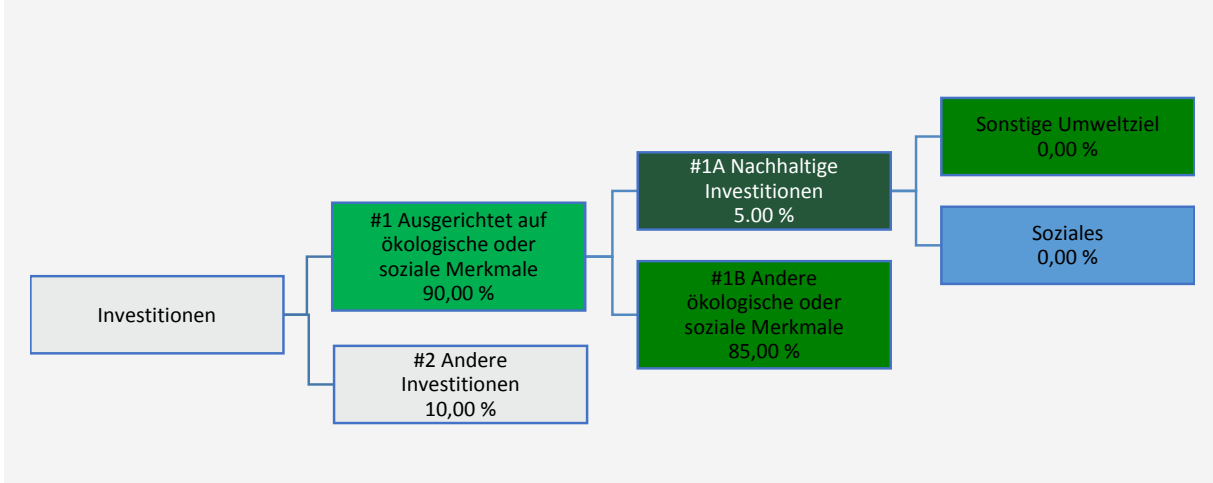 Investitionen
#1 Ausgerichtet auf
ökologische oder
soziale Merkmale
90,00 %
#2 Andere
Investitionen
10,00 %
#1A Nachhaltige
Investitionen
5.00 %
#1B Andere
ökologische oder
soziale Merkmale
85,00 %
Sonstige Umweltziel
0,00 %
Soziales
0,00 %